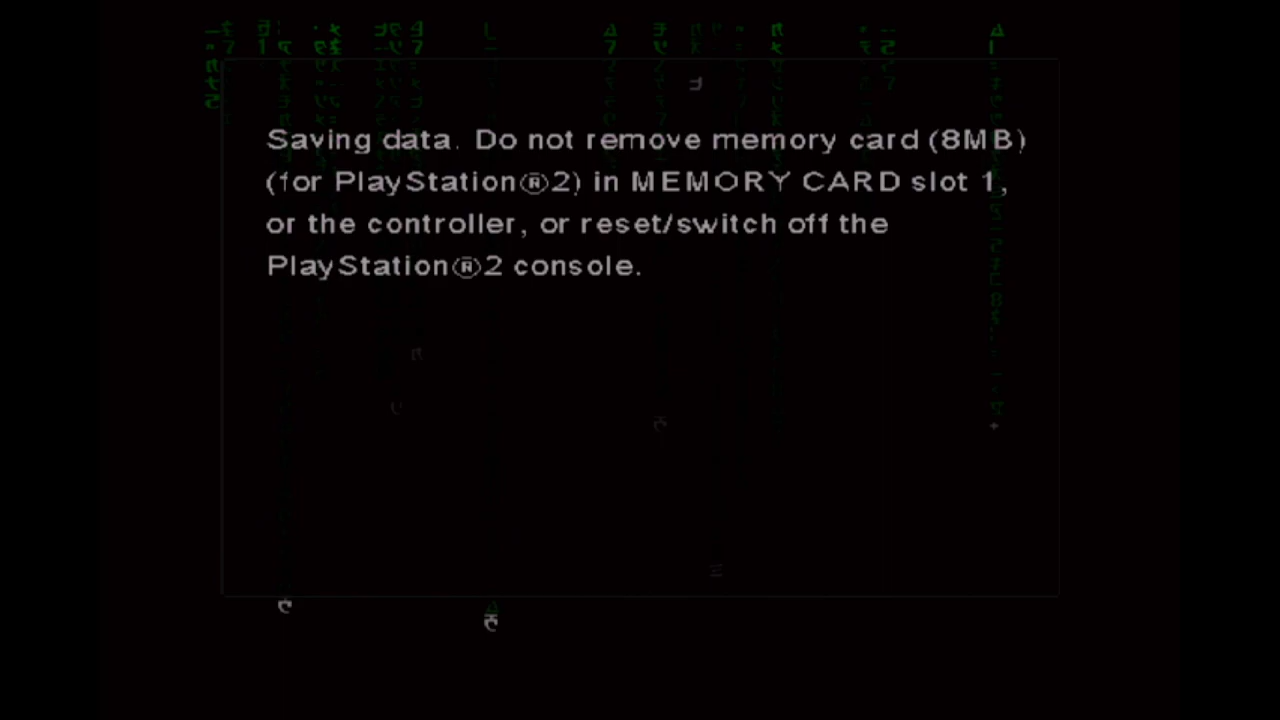 Saving data. Do not remove memory card (8MB)
(for PlayStation®2) in MEMORY CARD slot 1,
or the controller, or reset/switch off the
PlayStation®2 console.